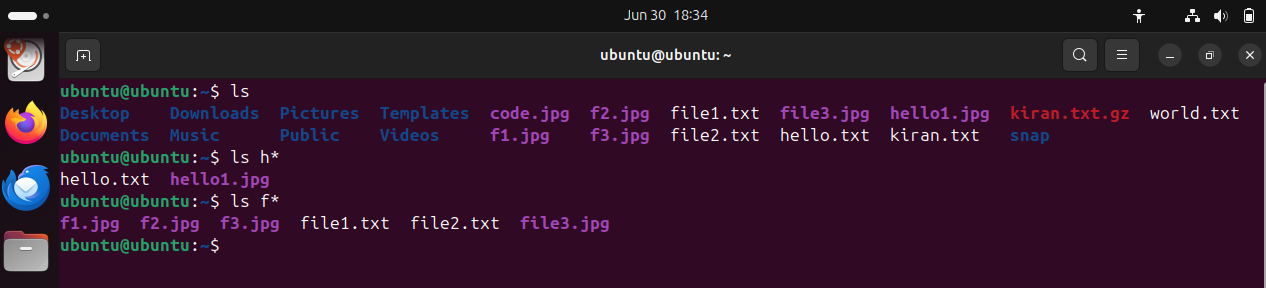 Jun 30 18:34
ubuntu@ubuntu: ~
ubuntu@ubuntu:~$ ls
Desktop Downloads Pictures Templates code.jpg f2.jpg file1.txt file3.jpg hello1.jpg kiran.txt.gz world.txt
Documents Music Public Videos f1.jpg f3.jpg file2.txt hello.txt kiran.txt snap
ubuntu@ubuntu:~$ ls h*
hello.txt hello1.jpg
ubuntu@ubuntu:~$ ls f*
f1.jpg f2.jpg f3.jpg file1.txt file2.txt file3.jpg
ubuntu@ubuntu:~$